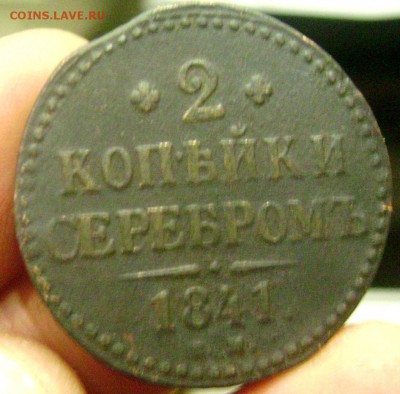 COINS.LAVE.RU
2
КОПѢЙКИ
СЕРЕБРОМЪ
1841.